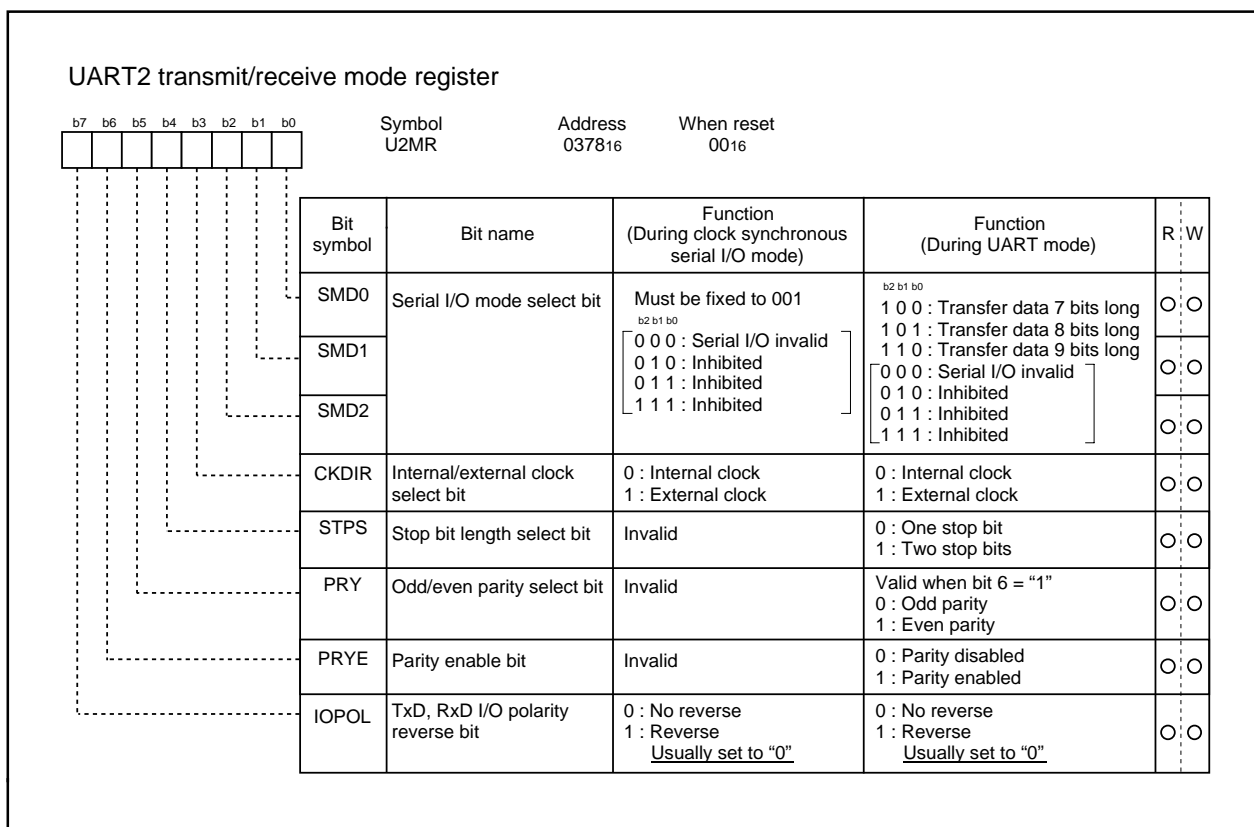 UART2 transmit/receive mode register
b7 b6 b5 b4 b3 b2 b1 b0
Symbol Address When reset
U2MR 037816 0016
Bit symbol
Bit name
Function
(During clock synchronous
serial I/O mode)
Function
(During UART mode)
R W
SMD0
SMD1
SMD2
Serial I/O mode select bit
Must be fixed to 001
b2 b1 b0
0 0 0 : Serial I/O invalid
0 1 0 : Inhibited
0 1 1 : Inhibited
1 1 1 : Inhibited
b2 b1 b0
1 0 0 : Transfer data 7 bits long
1 0 1 : Transfer data 8 bits long
1 1 0 : Transfer data 9 bits long
0 0 0 : Serial I/O invalid
0 1 0 : Inhibited
0 1 1 : Inhibited
1 1 1 : Inhibited
CKDIR
Internal/external clock
select bit
0 : Internal clock
1 : External clock
0 : Internal clock
1 : External clock
STPS
Stop bit length select bit
Invalid
0 : One stop bit
1 : Two stop bits
PRY
Odd/even parity select bit
Invalid
Valid when bit 6 = “1”
0 : Odd parity
1 : Even parity
PRYE
Parity enable bit
Invalid
0 : Parity disabled
1 : Parity enabled
IOPOL
TxD, RxD I/O polarity
reverse bit
0 : No reverse
1 : Reverse
Usually set to “0”
0 : No reverse
1 : Reverse
Usually set to “0”